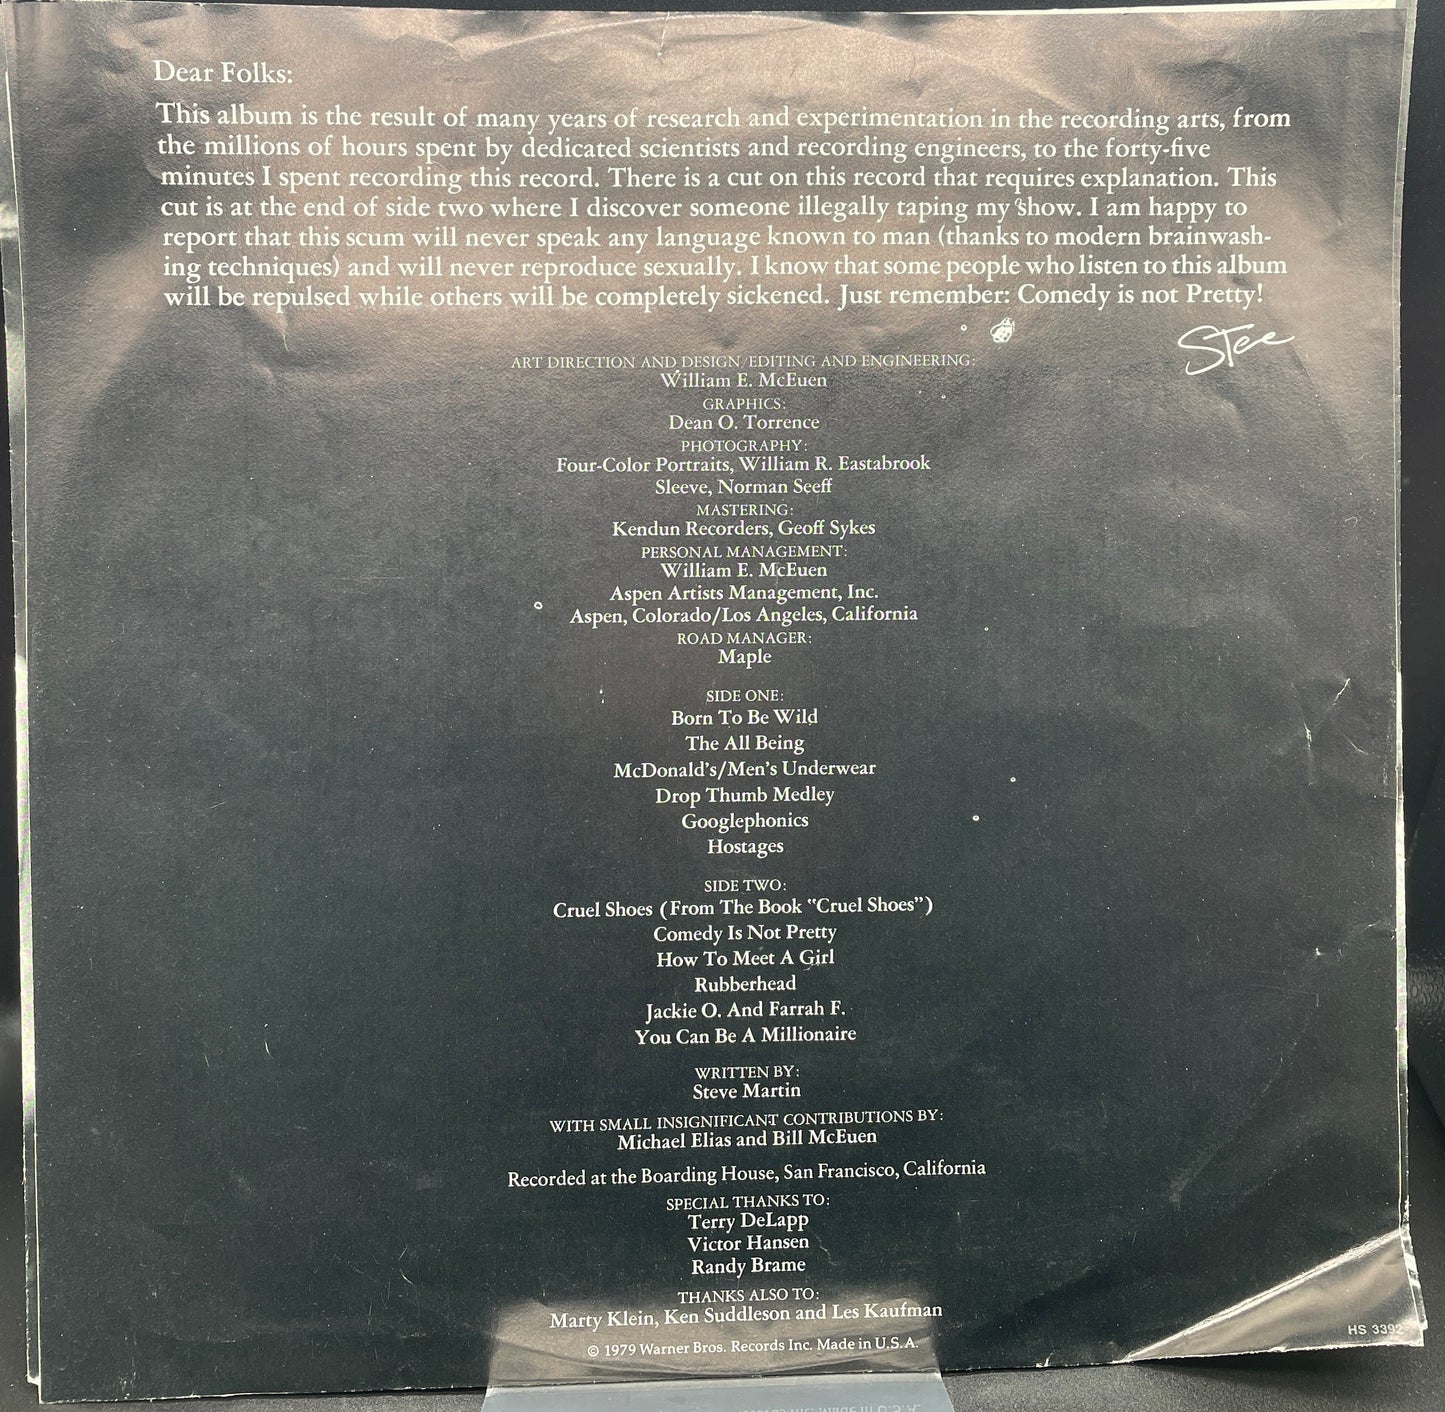 Dear Folks:
This album is the result of many years of research and experimentation in the recording arts, from
the millions of hours spent by dedicated scientists and recording engineers, to the forty-five
minutes I spent recording this record. There is a cut on this record that requires explanation. This
cut is at the end of side two where I discover someone illegally taping my show. I am happy to
report that this scum will never speak any language known to man (thanks to modern brainwash-
ing techniques) and will never reproduce sexually. I know that some people who listen to this album
will be repulsed while others will be completely sickened. Just remember: Comedy is not Pretty!
Stee
ART DIRECTION AND DESIGN/EDITING AND ENGINEERING:
William E. McEuen
GRAPHICS:
Dean O. Torrence
PHOTOGRAPHY:
Four-Color Portraits, William R. Eastabrook
Sleeve, Norman Seeff
MASTERING:
Kendun Recorders, Geoff Sykes
PERSONAL MANAGEMENT:
William E. McEuen
Aspen Artists Management, Inc.
Aspen, Colorado/Los Angeles, California
ROAD MANAGER:
Maple
SIDE ONE:
Born To Be Wild
The All Being
McDonald's/Men's Underwear
Drop Thumb Medley
Googlephonics
Hostages
SIDE TWO:
Cruel Shoes (From The Book "Cruel Shoes")
Comedy Is Not Pretty
How To Meet A Girl
Rubberhead
Jackie O. And Farrah F.
You Can Be A Millionaire
WRITTEN BY:
Steve Martin
WITH SMALL INSIGNIFICANT CONTRIBUTIONS BY:
Michael Elias and Bill McEuen
Recorded at the Boarding House, San Francisco, California
SPECIAL THANKS TO:
Terry DeLapp
Victor Hansen
Randy Brame
THANKS ALSO TO:
Marty Klein, Ken Suddleson and Les Kaufman
© 1979 Warner Bros. Records Inc. Made in U.S.A.
HS 3392